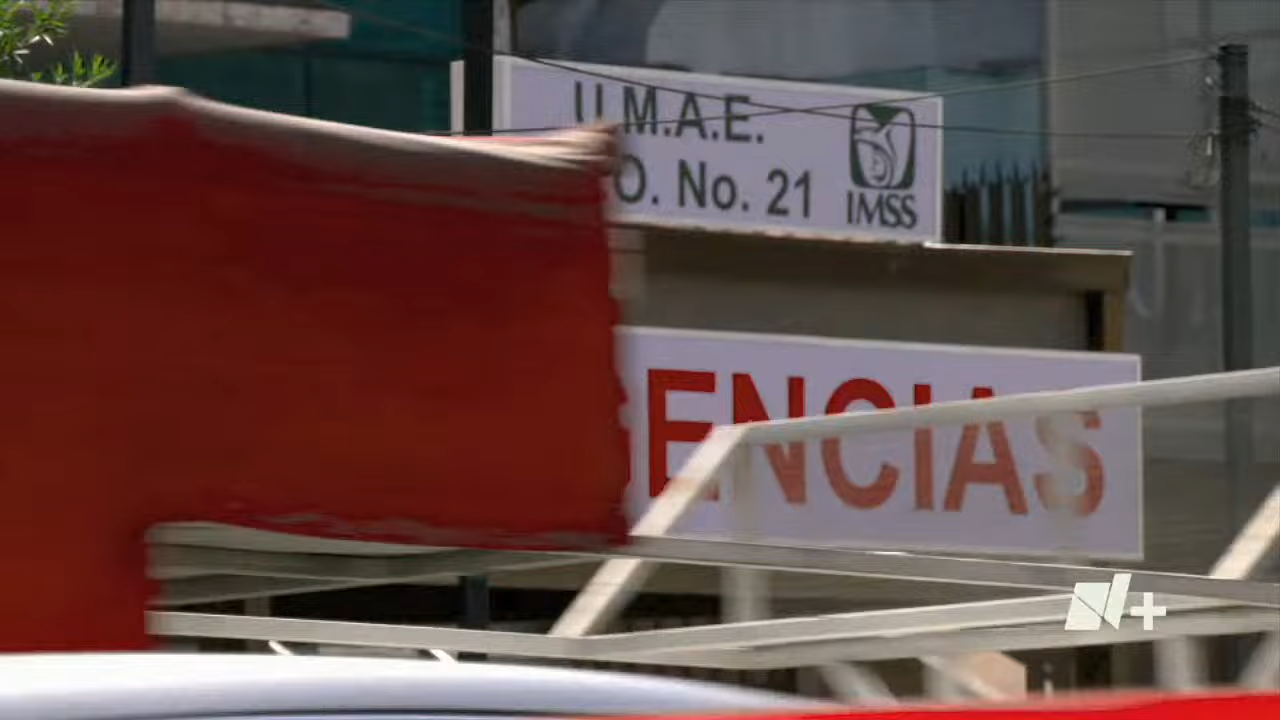 U.M.A.E.
O. No. 21
IMSS
ENCIAS
N+